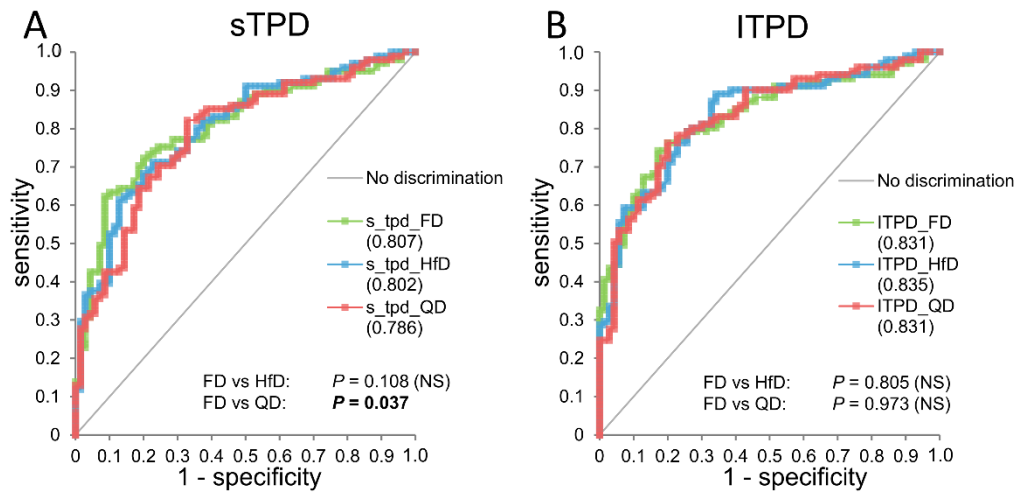 A
sTPD
1.0
0.9
0.8
0.7
0.6
0.5
0.4
0.3
0.2
0.1
0
sensitivity
No discrimination
s_tpd_FD
(0.807)
s_tpd_HfD
(0.802)
s_tpd_QD
(0.786)
FD vs HfD: P = 0.108 (NS)
FD vs QD: P = 0.037
0 0.1 0.2 0.3 0.4 0.5 0.6 0.7 0.8 0.9 1.0
1 - specificity
B
lTPD
1.0
0.9
0.8
0.7
0.6
0.5
0.4
0.3
0.2
0.1
0
sensitivity
No discrimination
lTPD_FD
(0.831)
lTPD_HfD
(0.835)
lTPD_QD
(0.831)
FD vs HfD: P = 0.805 (NS)
FD vs QD: P = 0.973 (NS)
0 0.1 0.2 0.3 0.4 0.5 0.6 0.7 0.8 0.9 1.0
1 - specificity